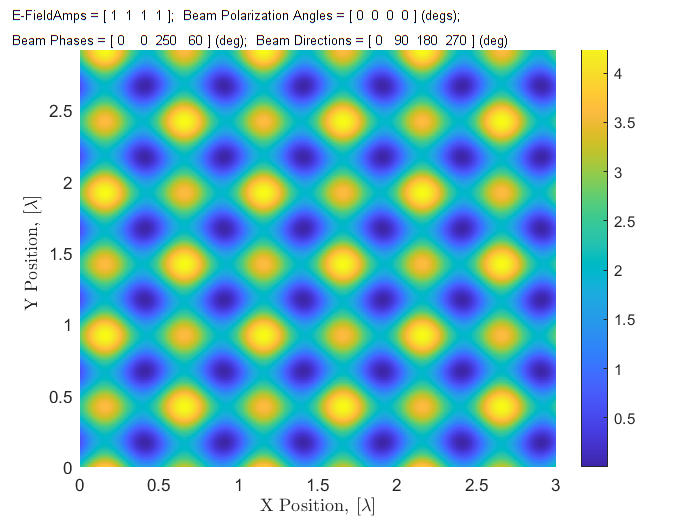 E-FieldAmps = [ 1  1  1  1 ];  Beam Polarization Angles = [ 0  0  0  0 ] (degs);
Beam Phases = [ 0  0  250  60 ] (deg);  Beam Directions = [ 0  90  180  270 ] (deg)
4
3.5
3
2.5
2
1.5
1
0.5
2.5
2
1.5
1
0.5
0
Y Position, [λ]
0 0.5 1 1.5 2 2.5 3
X Position, [λ]